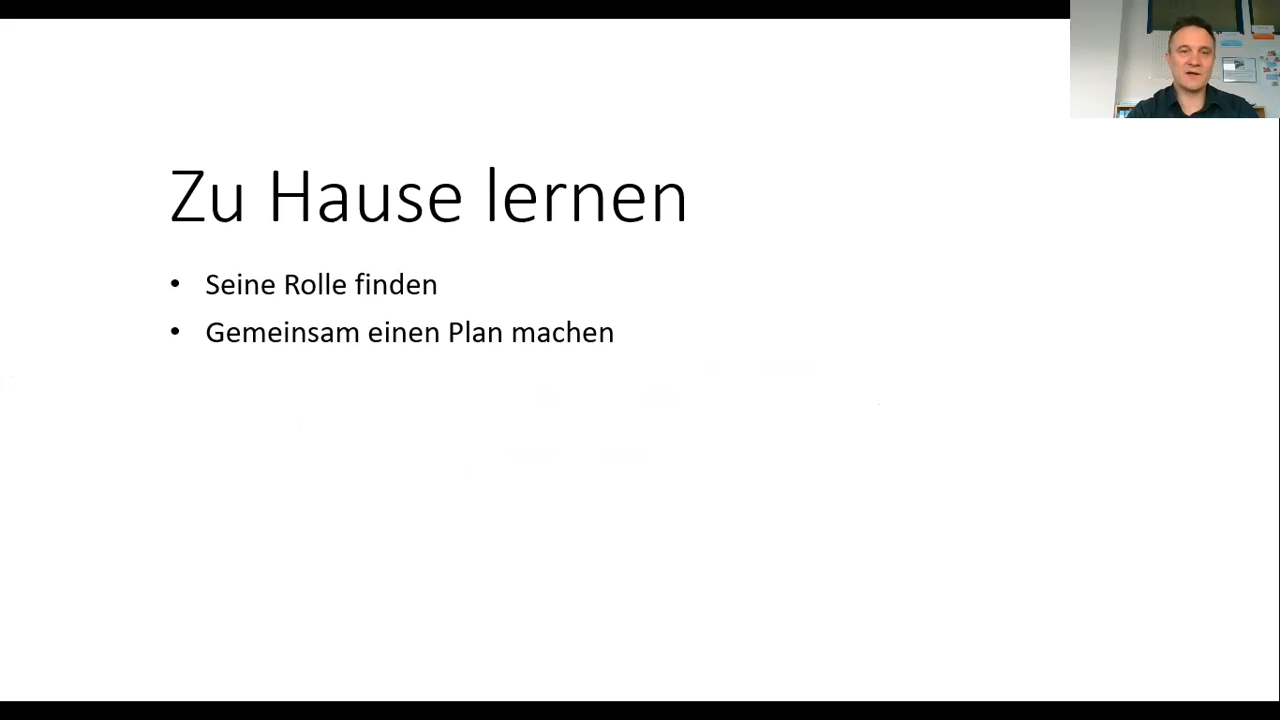 Zu Hause lernen
• Seine Rolle finden
• Gemeinsam einen Plan machen